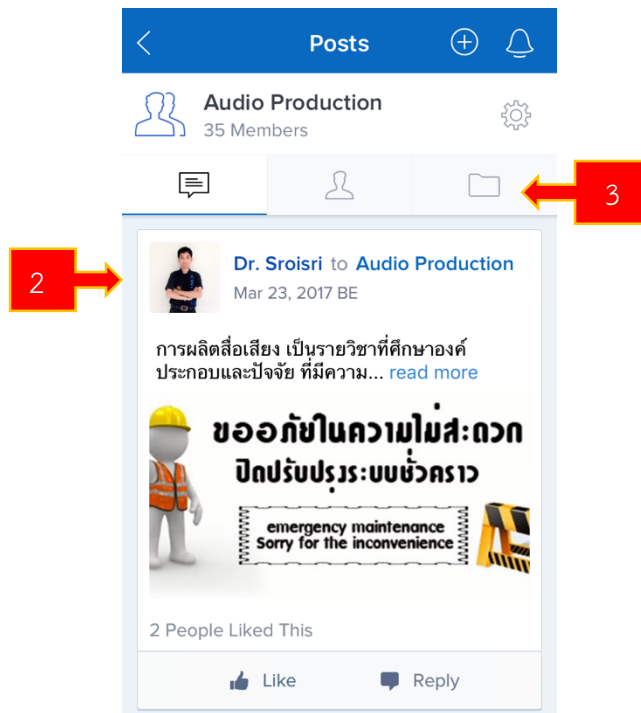 Posts
Audio Production
35 Members
3
2
Dr. Sroisri to Audio Production
Mar 23, 2017 BE
การผลิตสื่อเสียง เป็นรายวิชาที่ศึกษาองค์
ประกอบและปัจจัย ที่มีความ... read more
ขออภัยในความไม่สะดวก
ปิดปรับปรุงระบบชั่วคราว
emergency maintenance
Sorry for the inconvenience
2 People Liked This
Like
Reply